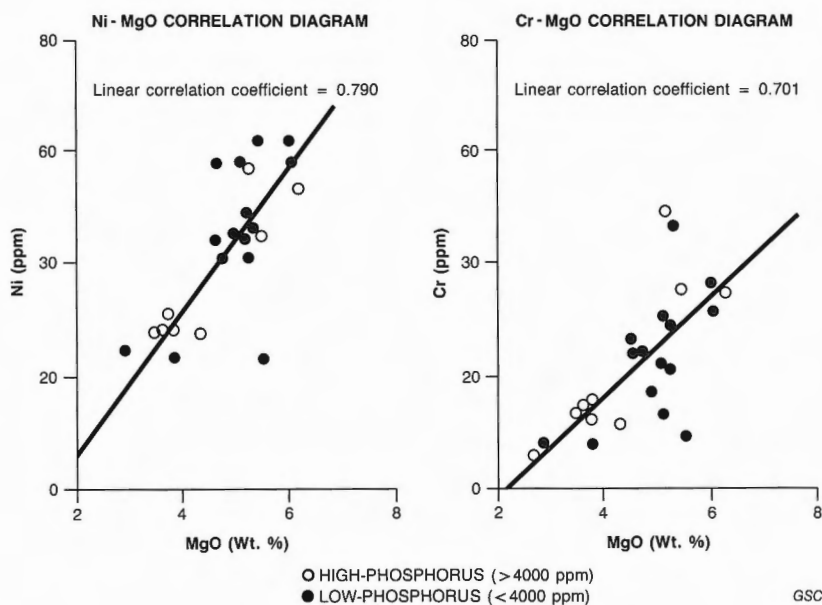 Ni - MgO CORRELATION DIAGRAM
80
Linear correlation coefficient = 0.790
60
Ni (ppm)
30
20
0
2
4
6
8
MgO (Wt. %)
Cr - MgO CORRELATION DIAGRAM
80
Linear correlation coefficient = 0.701
60
Cr (ppm)
30
20
0
2
4
6
8
MgO (Wt. %)
HIGH-PHOSPHORUS (>4000 ppm)
LOW-PHOSPHORUS (<4000 ppm)
GSC